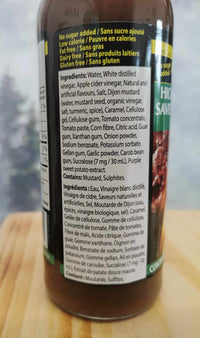 No sugar added / Sans sucre ajouté
Low calorie / Pauvre en calories
Fat free / Sans gras
Dairy free / Sans produits laitiers
Gluten free / Sans gluten
Ingredients: Water, White distilled
vinegar, Apple cider vinegar, Natural and
artificial flavours, Salt, Dijon mustard
(water, mustard seed, organic vinegar,
salt, turmeric, spice), Caramel, Cellulose
gel, Cellulose gum, Tomato concentrate,
Tomato paste, Corn fibre, Citric acid, Guar
gum, Xanthan gum, Onion powder,
Sodium benzoate, Potassium sorbate,
Gellan gum, Garlic powder, Carob bean
gum, Sucralose (7 mg / 30 mL), Purple
sweet potato extract.
Contains: Mustard, Sulphites.
Ingrédients : Eau, Vinaigre blanc distillé,
Vinaigre de cidre, Saveurs naturelles et
artificielles, Sel, Moutarde de Dijon (eau,
épices, vinaigre biologique, sel), Caramel,
Gel de cellulose, Gomme de cellulose,
Concentré de tomate, Pâte de tomates,
Fibre de maïs, Acide citrique, Gomme de
guar, Gomme xanthane, Oignon en
poudre, Benzoate de sodium, Sorbate de
potassium, Gomme gellan, Ail en poudre
Gomme de caroube, Sucralose (7 mg / 30
mL), Extrait de patate douce mauve.
Contient : Moutarde, Sulfites.